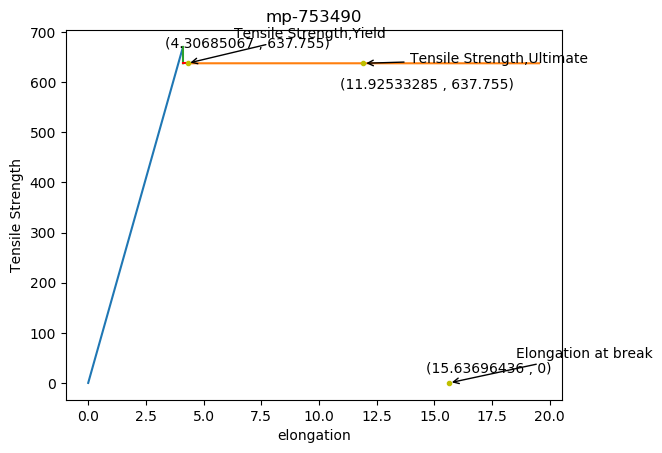 mp-753490
Tensile Strength,Yield
(4.30685067 , 637.755)
Tensile Strength,Ultimate
(11.92533285 , 637.755)
Elongation at break
(15.63696436 , 0)
Tensile Strength
700
600
500
400
300
200
100
0
0.0 2.5 5.0 7.5 10.0 12.5 15.0 17.5 20.0
elongation